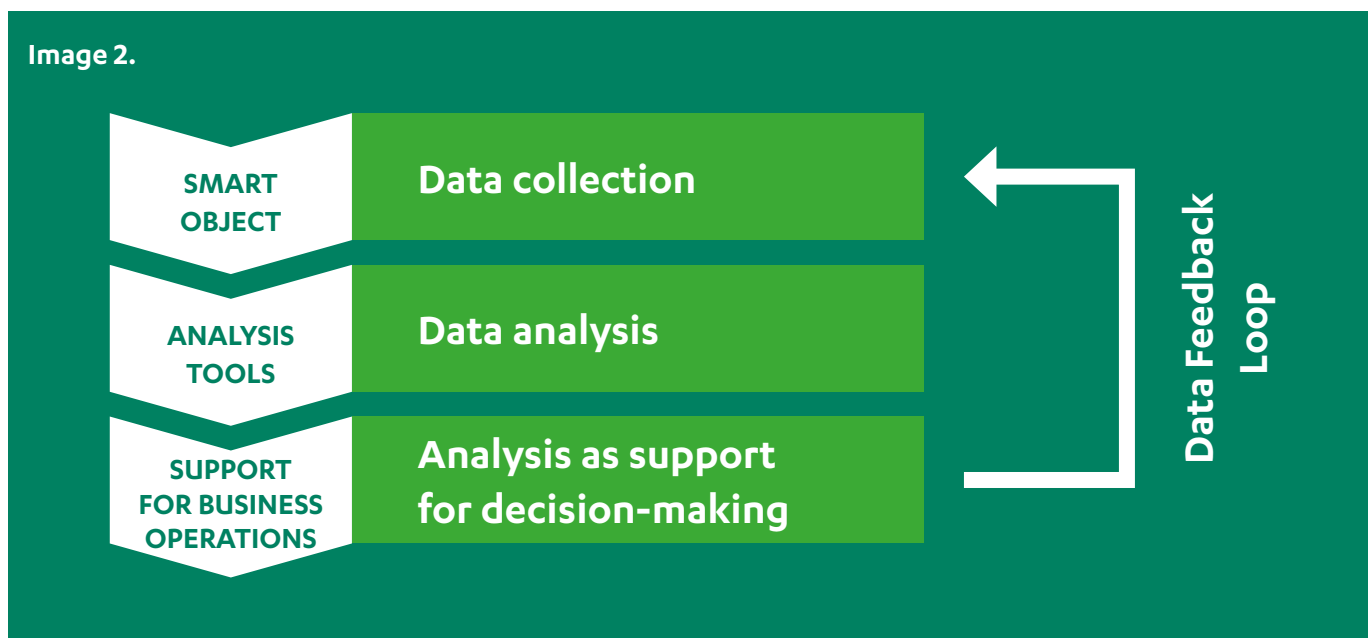 Image 2.
SMART
OBJECT
Data collection
ANALYSIS
TOOLS
Data analysis
SUPPORT
FOR BUSINESS
OPERATIONS
Analysis as support
for decision-making
Data Feedback
Loop